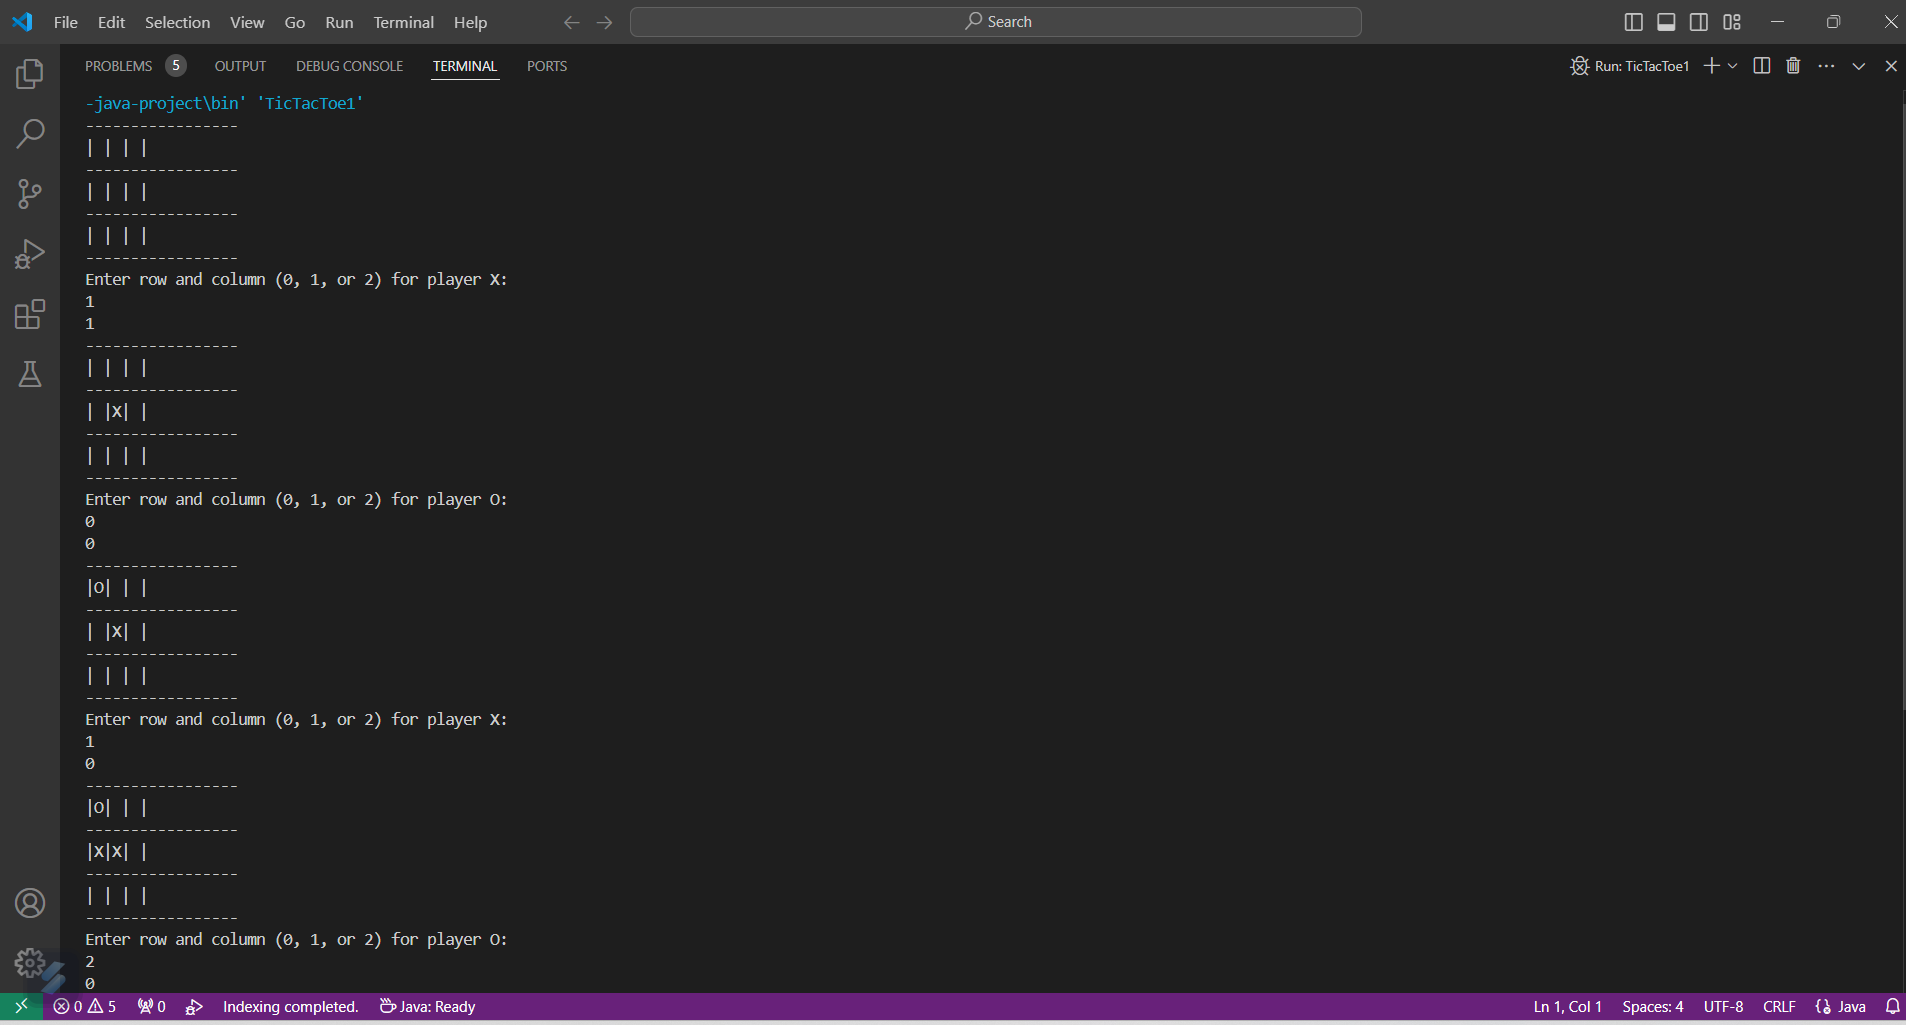 File Edit Selection View Go Run Terminal Help Search
PROBLEMS 5 OUTPUT DEBUG CONSOLE TERMINAL PORTS Run: TicTacToe1
-java-project\bin' 'TicTacToe1'
-----------------
| | | |
-----------------
| | | |
-----------------
| | | |
-----------------
Enter row and column (0, 1, or 2) for player X:
1
1
-----------------
| | | |
-----------------
| |X| |
-----------------
| | | |
-----------------
Enter row and column (0, 1, or 2) for player O:
0
0
-----------------
|O| | |
-----------------
| |X| |
-----------------
| | | |
-----------------
Enter row and column (0, 1, or 2) for player X:
1
0
-----------------
|O| | |
-----------------
|X|X| |
-----------------
| | | |
-----------------
Enter row and column (0, 1, or 2) for player O:
2
0
0 5 0 Indexing completed. Java: Ready Ln 1, Col 1 Spaces: 4 UTF-8 CRLF Java